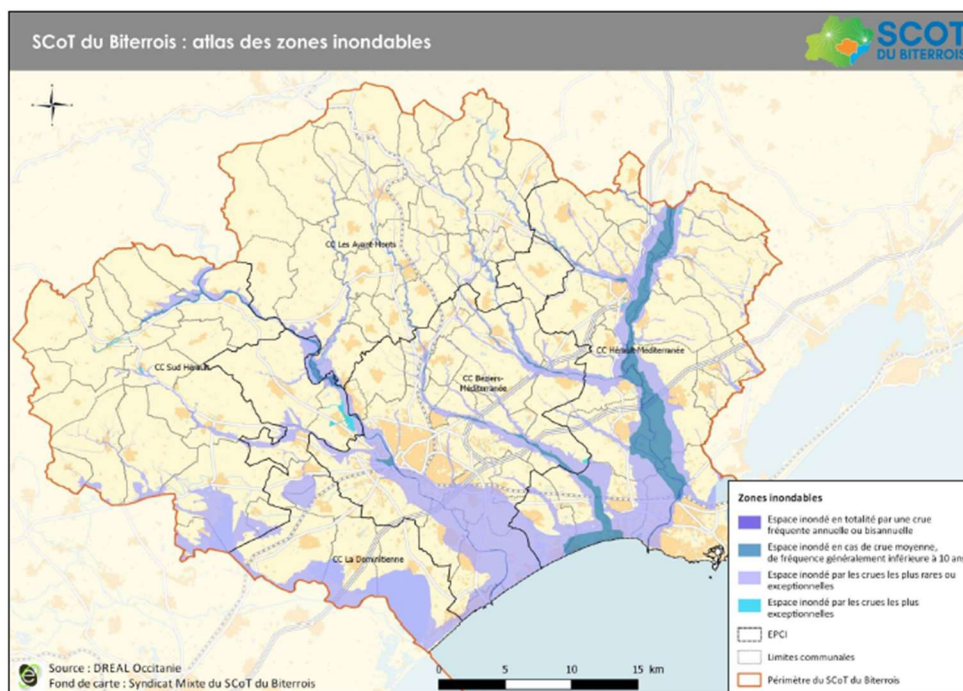 SCoT du Biterrois : atlas des zones inondables
SCOT
DU BITERROIS
CC Les Avant-Monts
CC Hérault-Méditerranée
CC Sud Hérault
CC Béziers-
Méditerranée
CC La Domitienne
Zones inondables
Espace inondé en totalité par une crue
fréquente annuelle ou bisannuelle
Espace inondé en cas de crue moyenne,
de fréquence généralement inférieure à 10 ans
Espace inondé par les crues les plus rares ou
exceptionnelles
Espace inondé par les crues les plus
exceptionnelles
EPCI
Limites communales
Périmètre du SCoT du Biterrois
Source : DREAL Occitanie
Fond de carte : Syndicat Mixte du SCoT du Biterrois
0 5 10 15 km